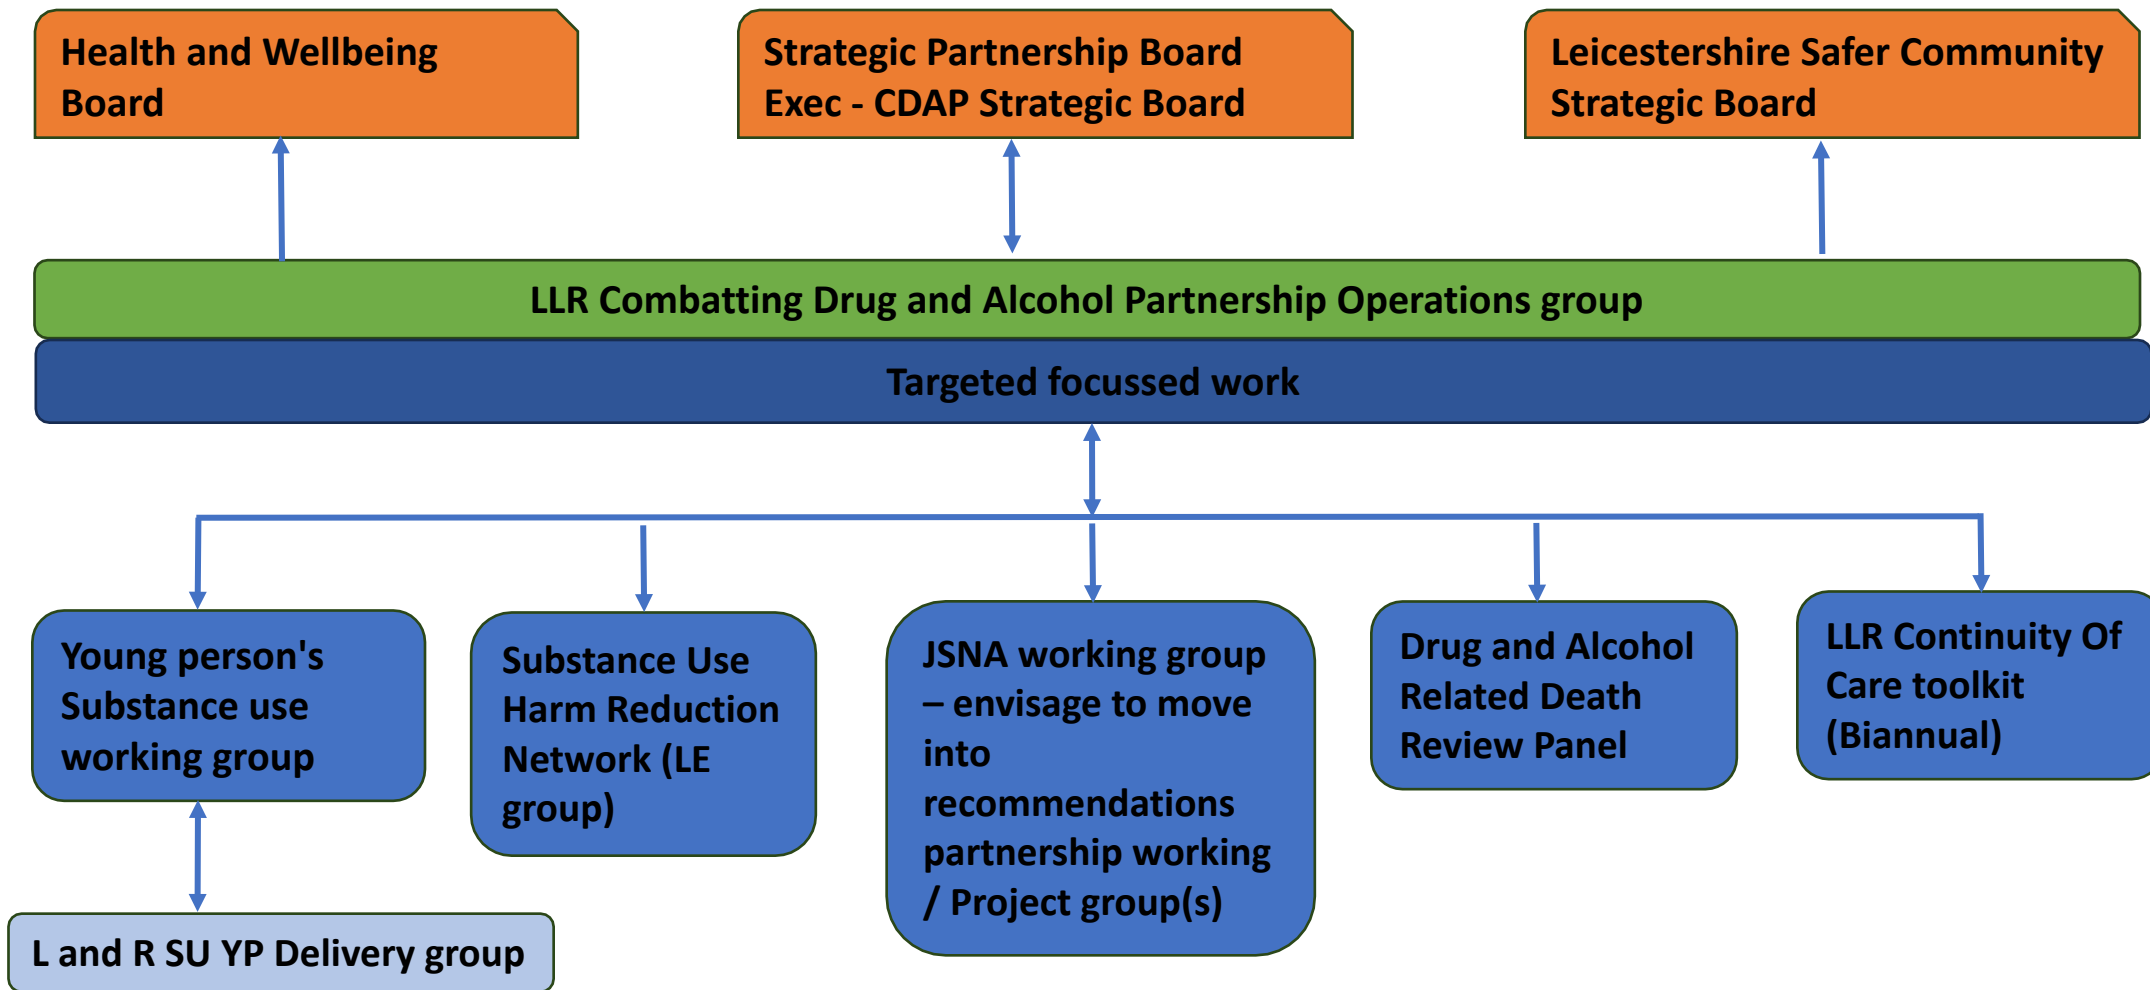 Health and Wellbeing
Board
Strategic Partnership Board
Exec - CDAP Strategic Board
Leicestershire Safer Community
Strategic Board
LLR Combatting Drug and Alcohol Partnership Operations group
Targeted focussed work
Young person's
Substance use
working group
Substance Use
Harm Reduction
Network (LE
group)
JSNA working group
– envisage to move
into
recommendations
partnership working
/ Project group(s)
Drug and Alcohol
Related Death
Review Panel
LLR Continuity Of
Care toolkit
(Biannual)
L and R SU YP Delivery group